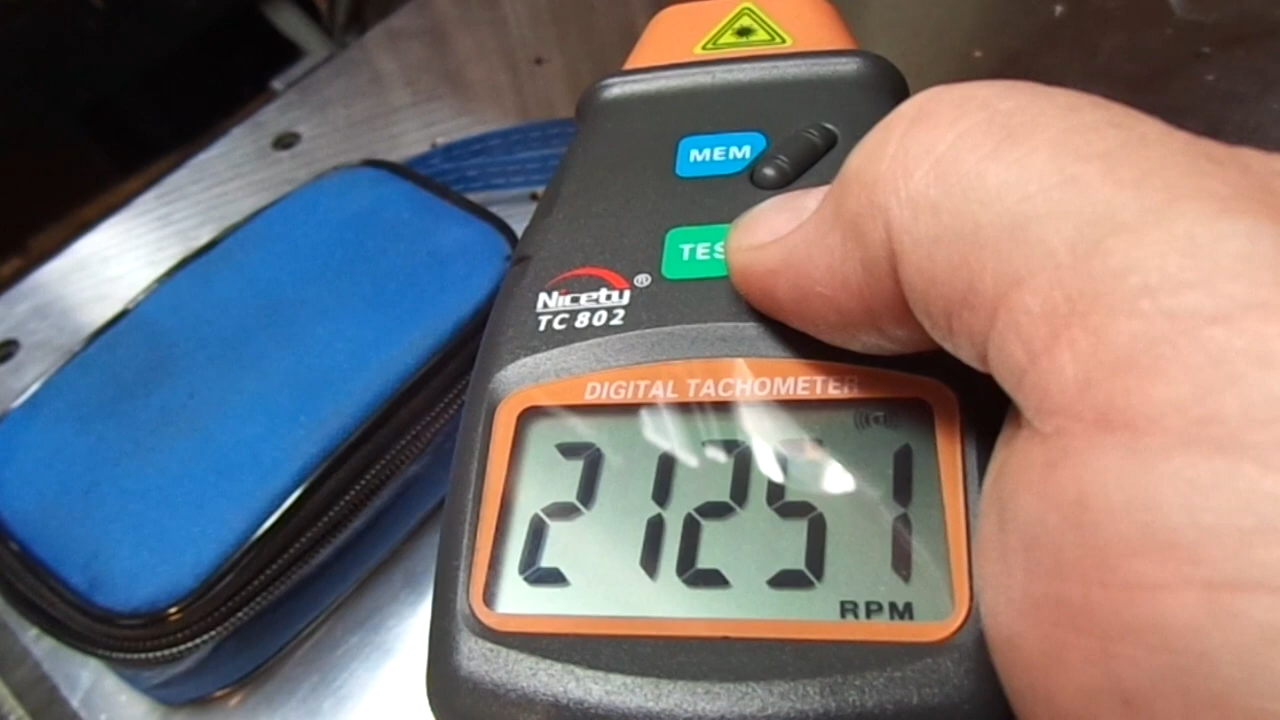 MEM
TES
Nicety®
TC 802
DIGITAL TACHOMETER
21251
RPM